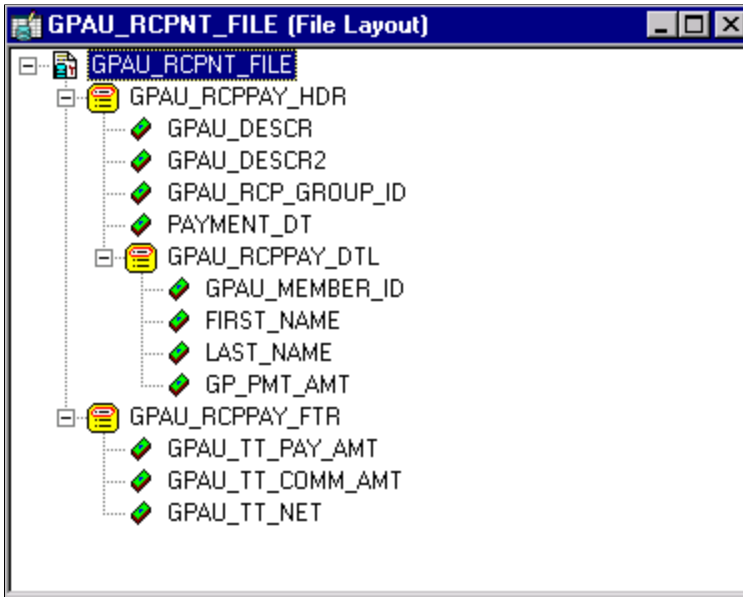 GPAU_RCPNT_FILE (File Layout)
GPAU_RCPNT_FILE
GPAU_RCPPAY_HDR
GPAU_DESCR
GPAU_DESCR2
GPAU_RCP_GROUP_ID
PAYMENT_DT
GPAU_RCPPAY_DTL
GPAU_MEMBER_ID
FIRST_NAME
LAST_NAME
GP_PMT_AMT
GPAU_RCPPAY_FTR
GPAU_TT_PAY_AMT
GPAU_TT_COMM_AMT
GPAU_TT_NET